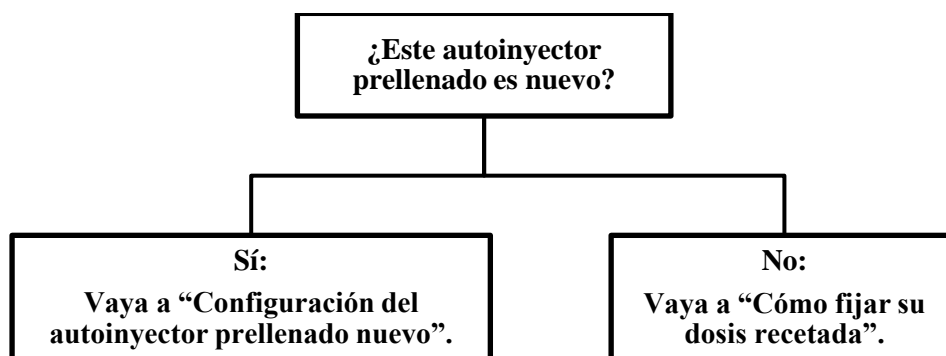 ¿Este autoinyector
prellenado es nuevo?
Sí:
Vaya a “Configuración del
autoinyector prellenado nuevo”.
No:
Vaya a “Cómo fijar su
dosis recetada”.